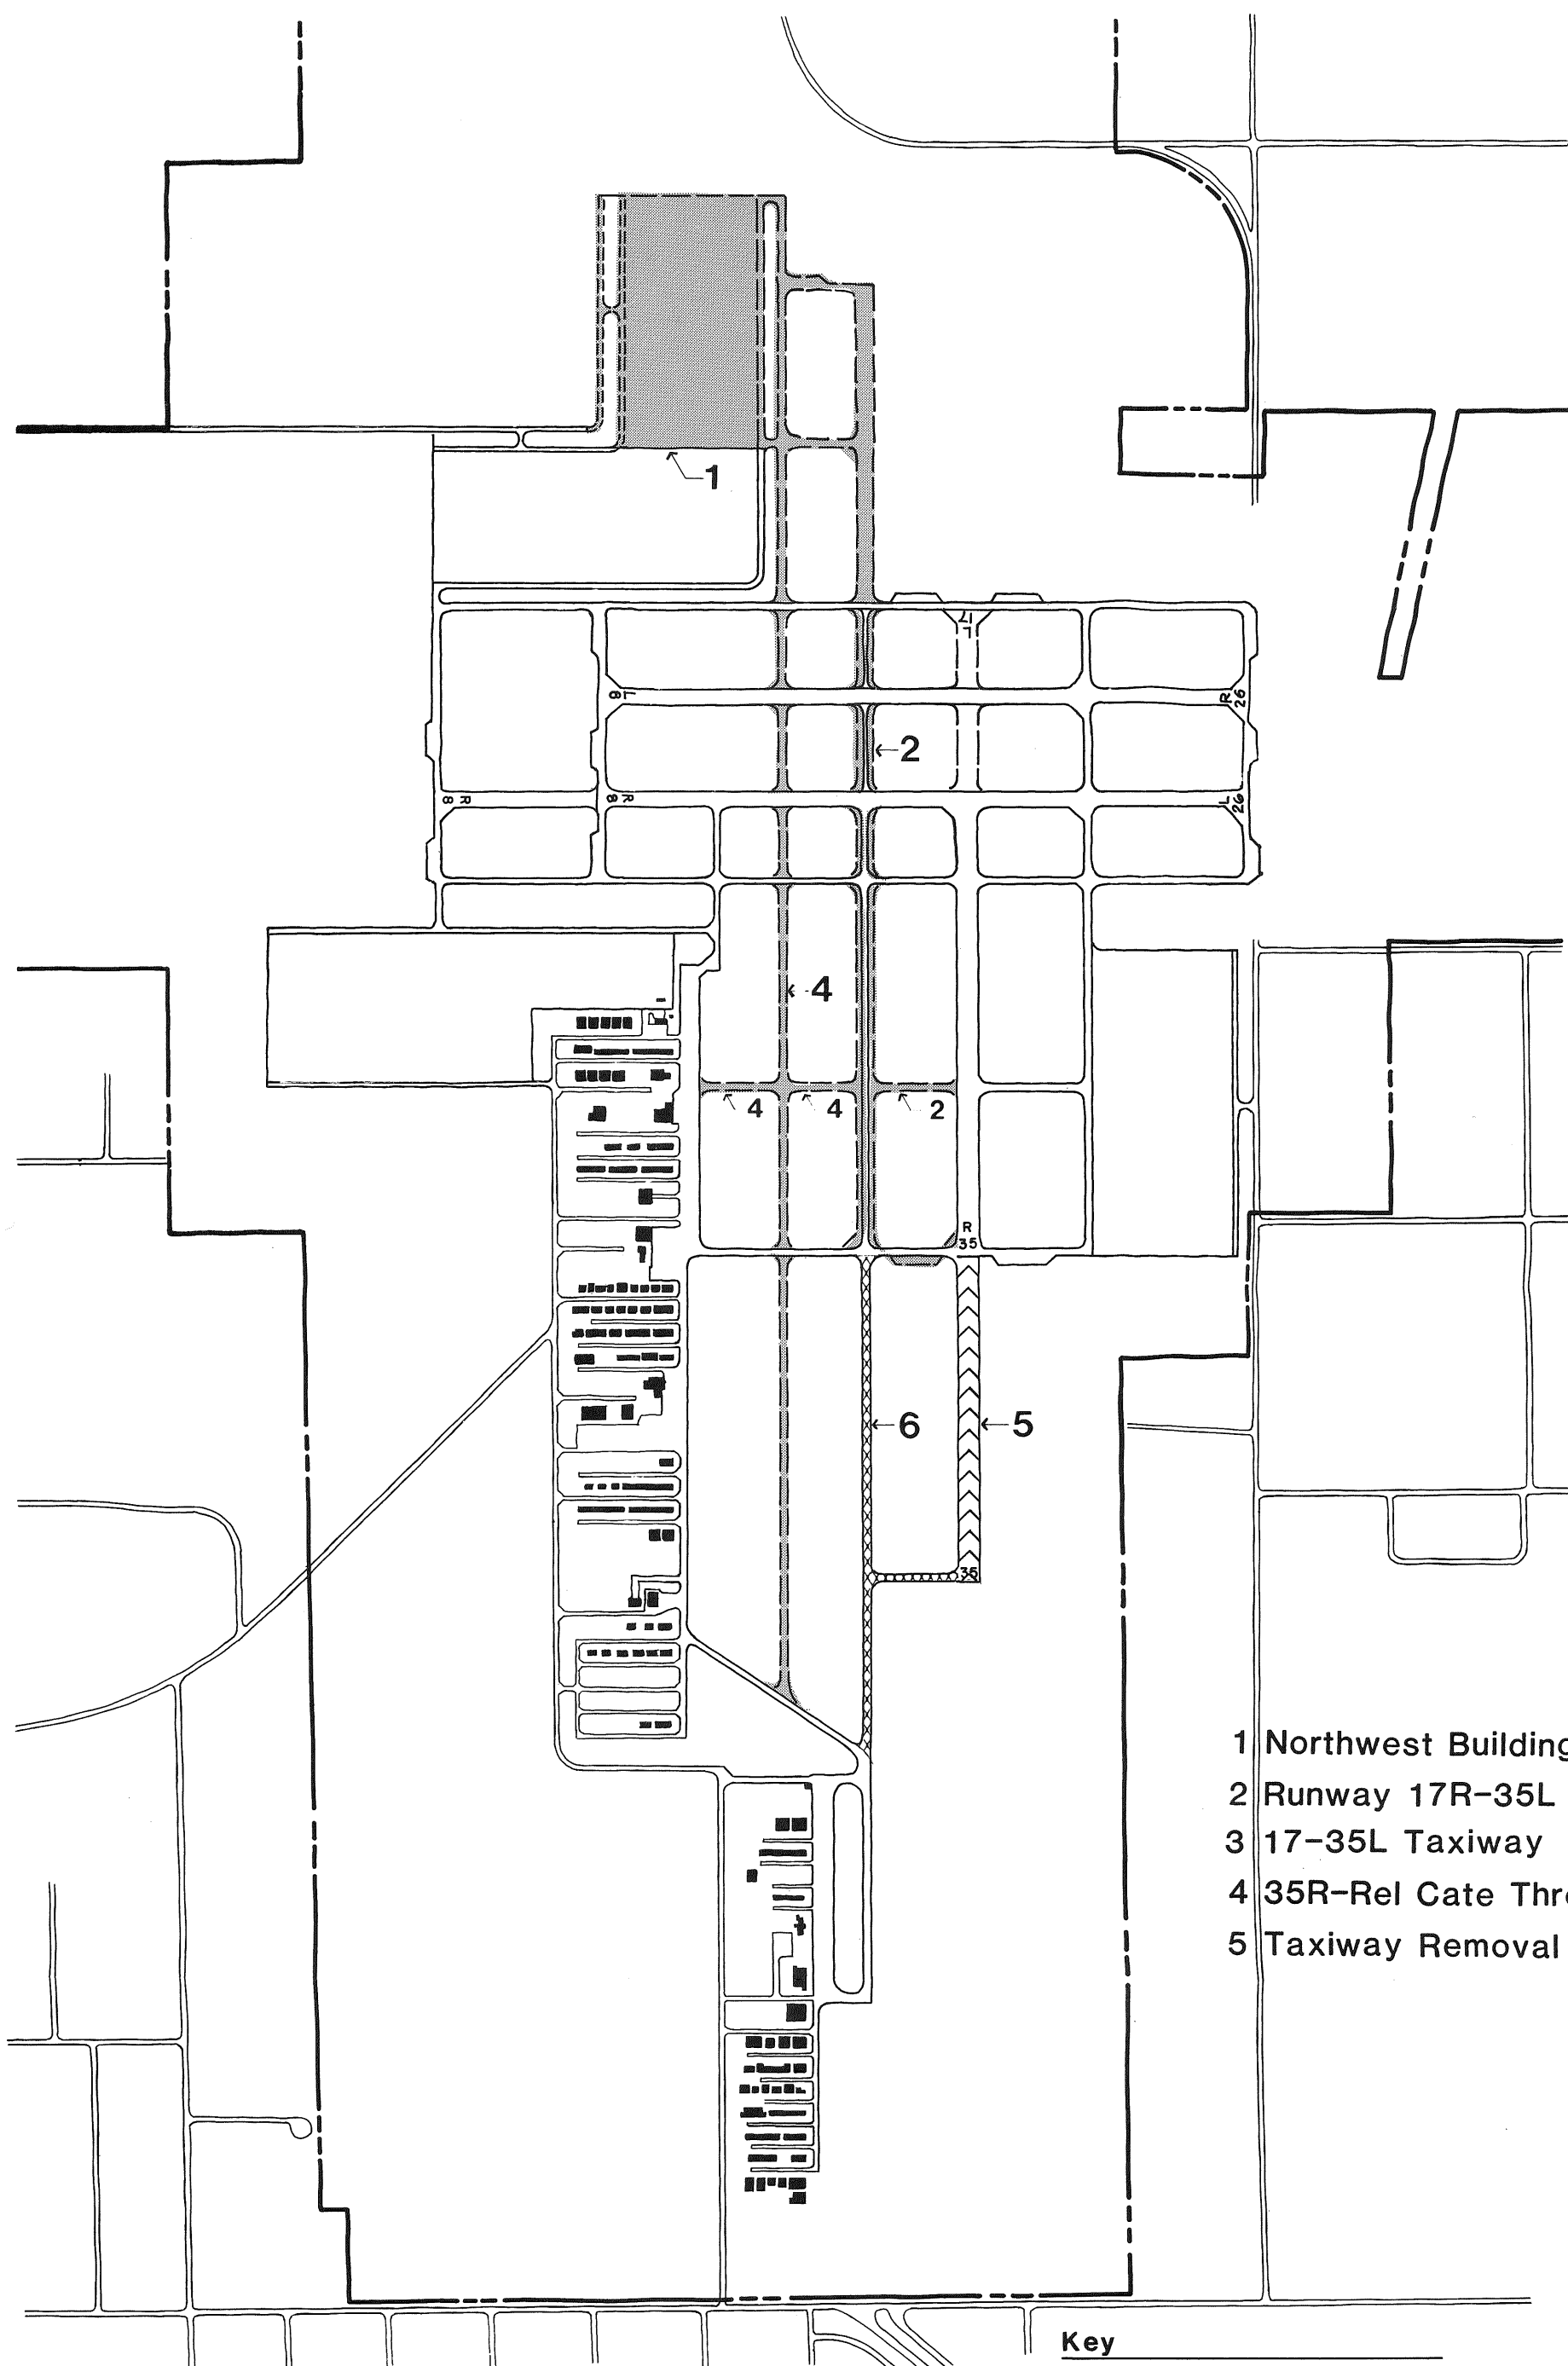 1
17
L
8 L
R 26
2
8 R
8 R
L 26
4
4
4
2
R
35
6
5
35
1 Northwest Building
2 Runway 17R-35L
3 17-35L Taxiway
4 35R-Rel Cate Thr
5 Taxiway Removal
Key